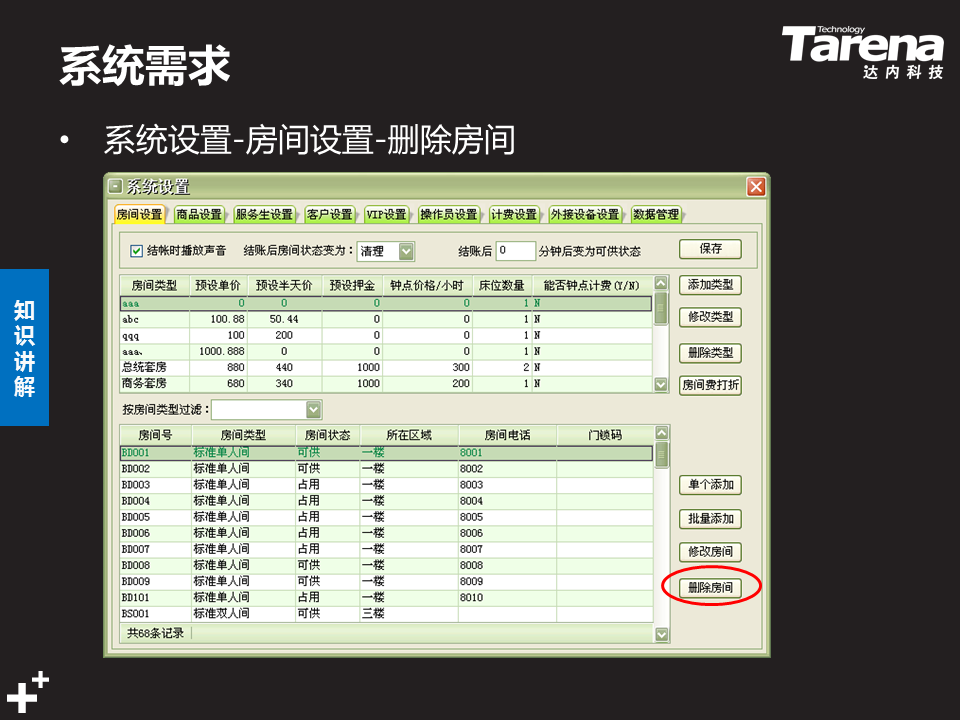 Technology
Tarena
达内科技
系统需求
• 系统设置-房间设置-删除房间
知识讲解
系统设置
房间设置 商品设置 服务生设置 客户设置 VIP设置 操作员设置 计费设置 外接设备设置 数据管理
结帐时播放声音 结账后房间状态变为： 清理 结账后 0 分钟后变为可供状态 保存
房间类型 预设单价 预设半天价 预设押金 钟点价格/小时 床位数量 能否钟点计费(Y/N)
aaa 0 0 0 0 1 N
abc 100.88 50.44 0 0 1 N
qqq 100 200 0 0 1 N
aaa、 1000.888 0 0 0 1 N
总统套房 880 440 1000 300 2 N
商务套房 680 340 1000 200 1 N
添加类型
修改类型
删除类型
房间费打折
按房间类型过滤：
房间号 房间类型 房间状态 所在区域 房间电话 门锁码
BD001 标准单人间 可供 一楼 8001
BD002 标准单人间 可供 一楼 8002
BD003 标准单人间 占用 一楼 8003
BD004 标准单人间 占用 一楼 8004
BD005 标准单人间 占用 一楼 8005
BD006 标准单人间 占用 一楼 8006
BD007 标准单人间 占用 一楼 8007
BD008 标准单人间 可供 一楼 8008
BD009 标准单人间 可供 一楼 8009
BD101 标准单人间 占用 一楼 8010
BS001 标准双人间 可供 三楼
共68条记录
单个添加
批量添加
修改房间
删除房间